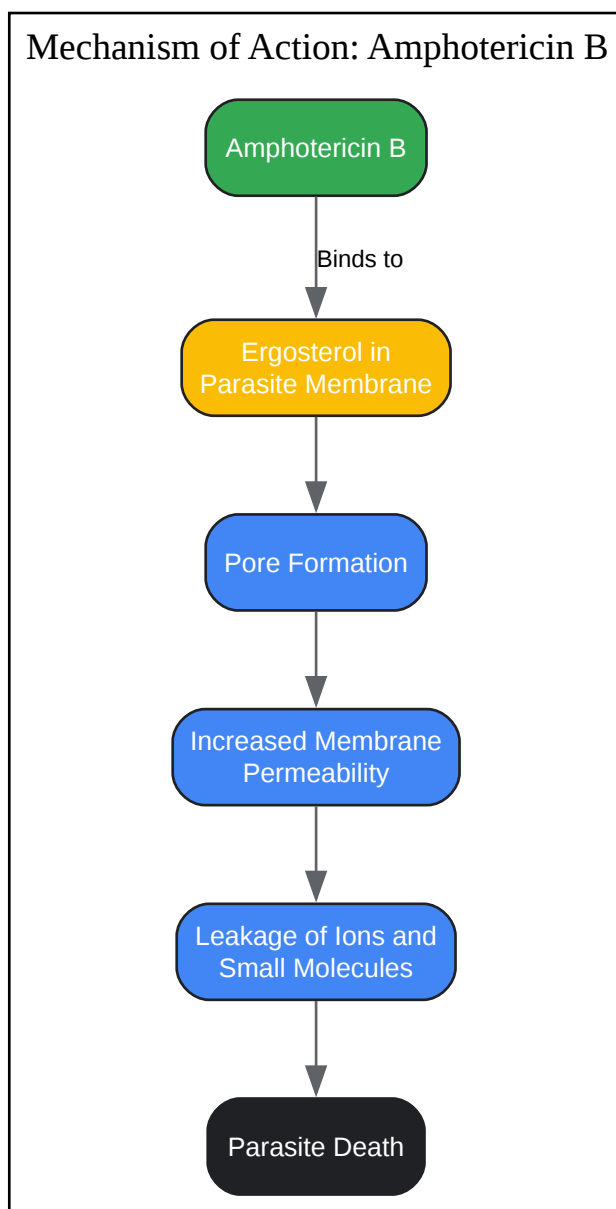 Mechanism of Action: Amphotericin B
Amphotericin B
Binds to
Ergosterol in
Parasite Membrane
Pore Formation
Increased Membrane
Permeability
Leakage of Ions and
Small Molecules
Parasite Death